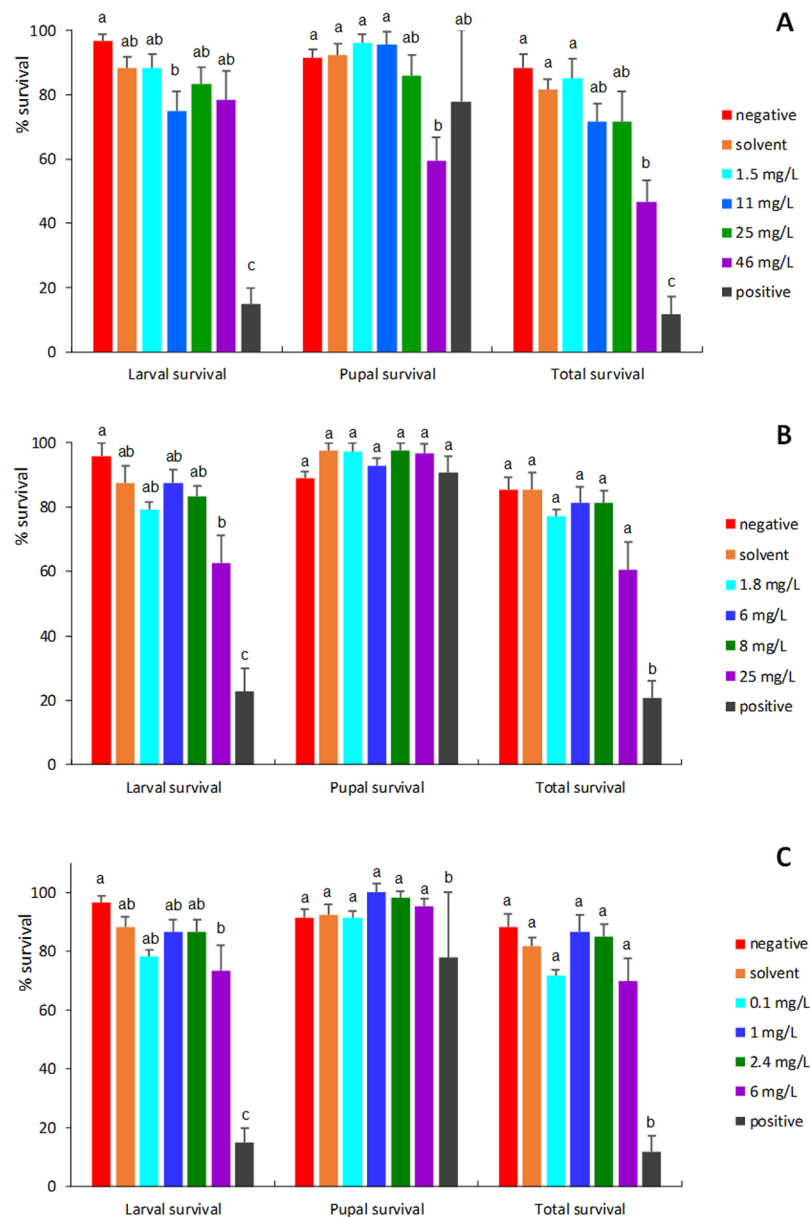 A
a
ab
ab
b
ab
ab
c
a
a
a
a
ab
b
ab
a
a
a
ab
ab
b
c
% survival
100
80
60
40
20
0
Larval survival
Pupal survival
Total survival
negative
solvent
1.5 mg/L
11 mg/L
25 mg/L
46 mg/L
positive
B
a
ab
ab
ab
ab
b
c
a
a
a
a
a
a
a
a
a
a
a
a
a
b
% survival
100
80
60
40
20
0
Larval survival
Pupal survival
Total survival
negative
solvent
1.8 mg/L
6 mg/L
8 mg/L
25 mg/L
positive
C
a
ab
ab
ab
ab
b
c
a
a
a
a
a
a
b
a
a
a
a
a
a
b
% survival
100
80
60
40
20
0
Larval survival
Pupal survival
Total survival
negative
solvent
0.1 mg/L
1 mg/L
2.4 mg/L
6 mg/L
positive